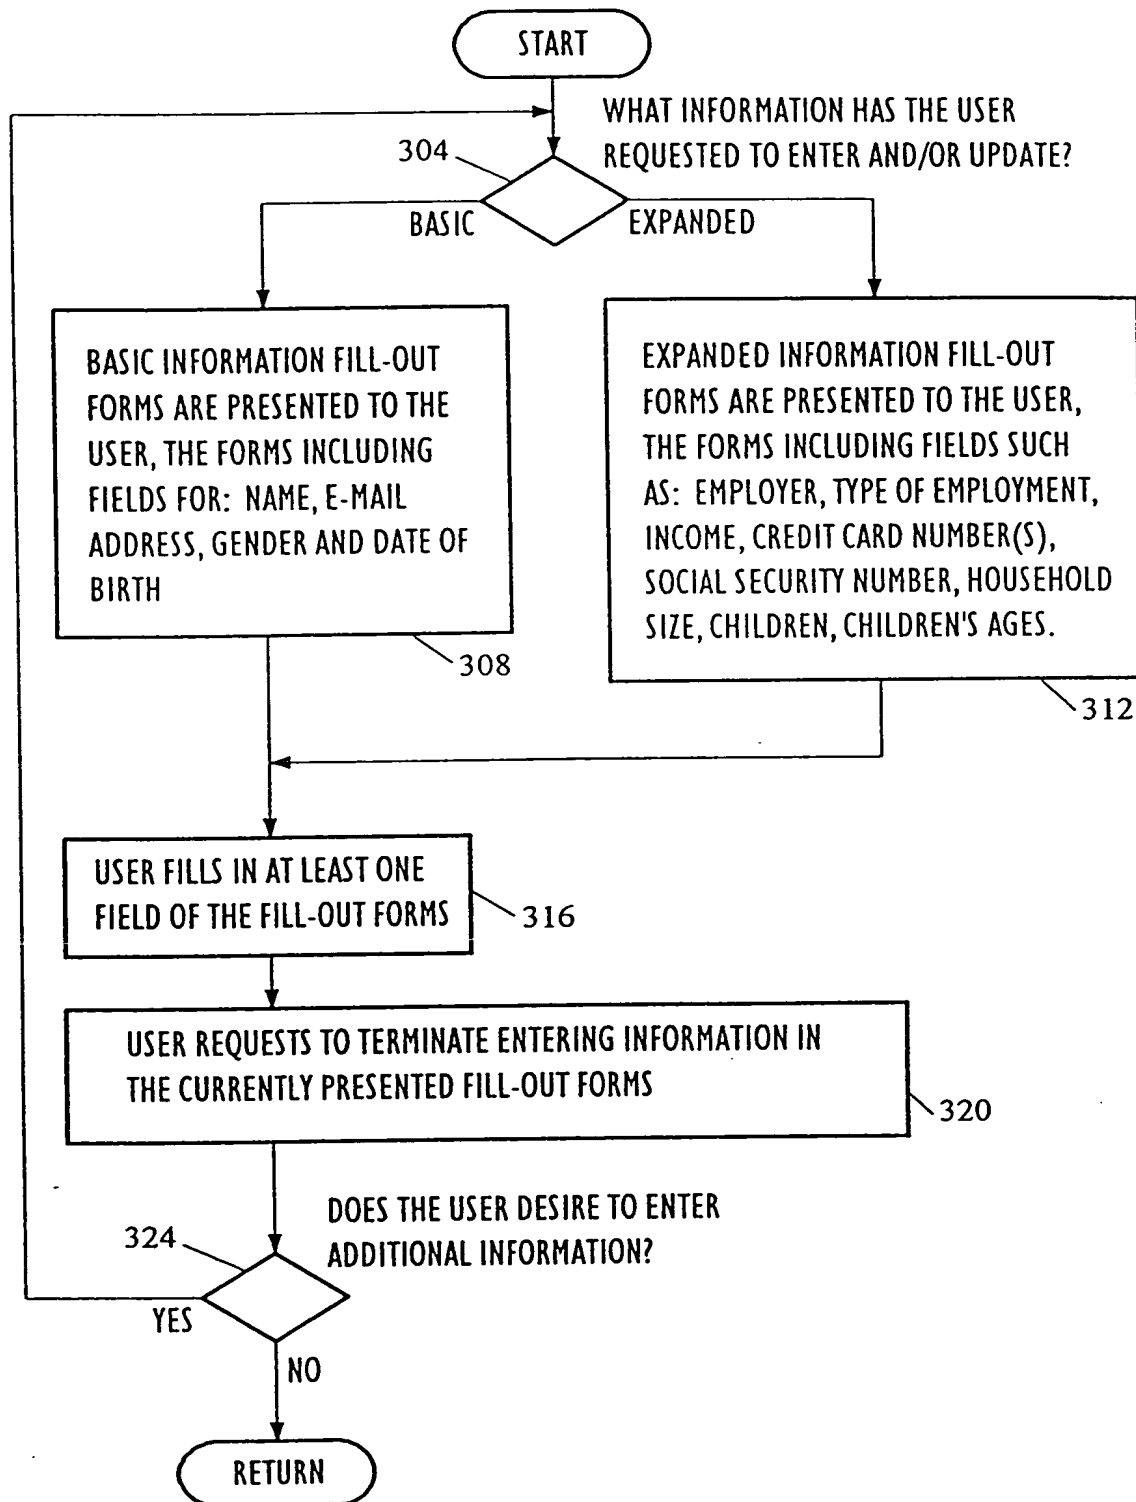 START
WHAT INFORMATION HAS THE USER
REQUESTED TO ENTER AND/OR UPDATE?
304
BASIC
EXPANDED
BASIC INFORMATION FILL-OUT
FORMS ARE PRESENTED TO THE
USER, THE FORMS INCLUDING
FIELDS FOR: NAME, E-MAIL
ADDRESS, GENDER AND DATE OF
BIRTH
308
EXPANDED INFORMATION FILL-OUT
FORMS ARE PRESENTED TO THE USER,
THE FORMS INCLUDING FIELDS SUCH
AS: EMPLOYER, TYPE OF EMPLOYMENT,
INCOME, CREDIT CARD NUMBER(S),
SOCIAL SECURITY NUMBER, HOUSEHOLD
SIZE, CHILDREN, CHILDREN'S AGES.
312
USER FILLS IN AT LEAST ONE
FIELD OF THE FILL-OUT FORMS
316
USER REQUESTS TO TERMINATE ENTERING INFORMATION IN
THE CURRENTLY PRESENTED FILL-OUT FORMS
320
DOES THE USER DESIRE TO ENTER
ADDITIONAL INFORMATION?
324
YES
NO
RETURN